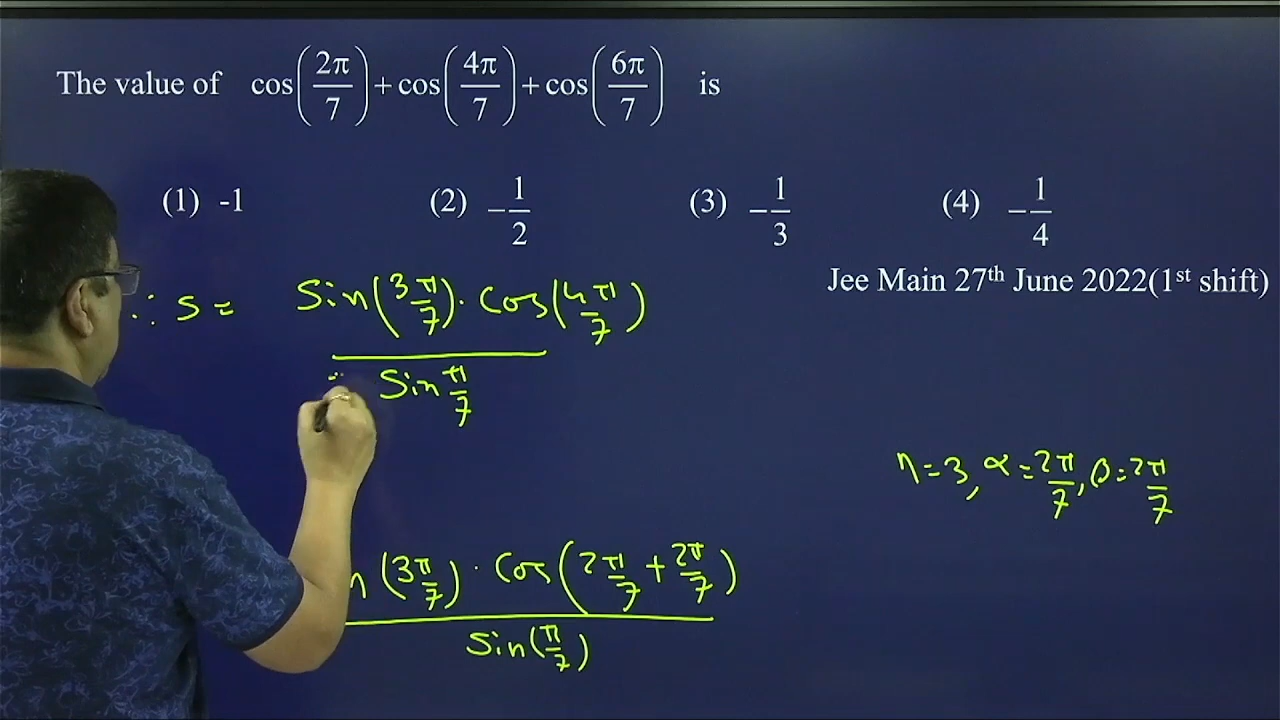 The value of cos(2π/7)+cos(4π/7)+cos(6π/7) is
(1) -1 (2) -1/2 (3) -1/3 (4) -1/4
Jee Main 27th June 2022(1st shift)
∴ S = Sin(3π/7)·Cos(4π/7)
Sin π/7
n=3, α=2π/7, β=2π/7
n(3π/7)·Cos(2π/7+2π/7)
Sin(π/7)